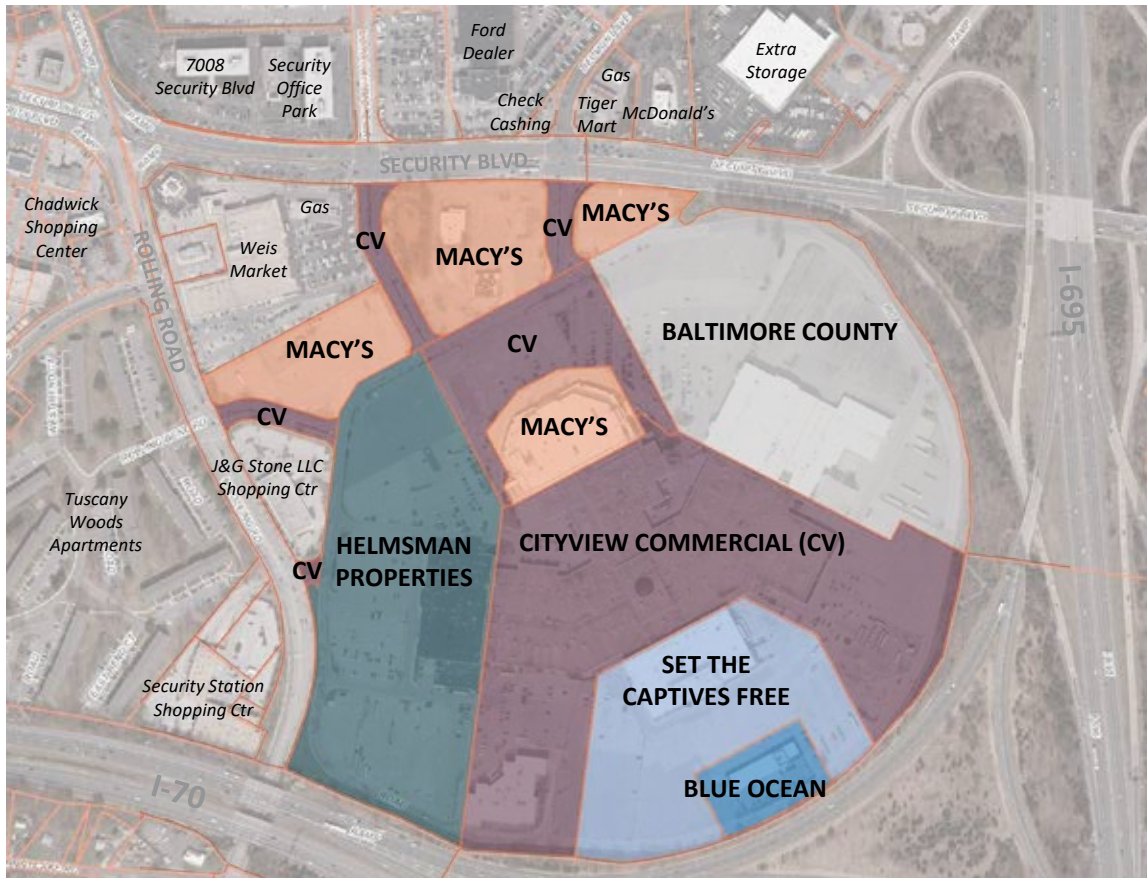 Ford
Dealer
7008
Security Blvd
Security
Office
Park
Extra
Storage
Gas
Check
Cashing
Tiger
Mart
McDonald's
RAMP
SECURITY BLVD
Chadwick
Shopping
Center
Gas
Weis
Market
CV
MACY'S
CV
MACY'S
ROLLING ROAD
I-695
MACY'S
CV
BALTIMORE COUNTY
CV
MACY'S
J&G Stone LLC
Shopping Ctr
Tuscany
Woods
Apartments
HELMSMAN
PROPERTIES
CITYVIEW COMMERCIAL (CV)
CV
SET THE
CAPTIVES FREE
Security Station
Shopping Ctr
BLUE OCEAN
I-70
RAMP